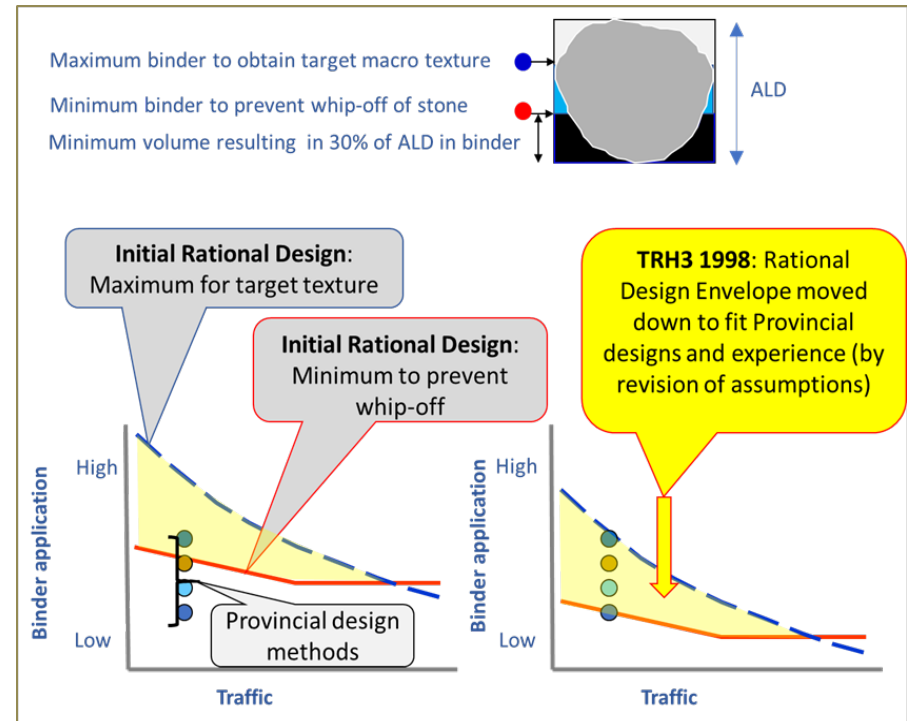 Maximum binder to obtain target macro texture
Minimum binder to prevent whip-off of stone
Minimum volume resulting in 30% of ALD in binder
ALD
Initial Rational Design:
Maximum for target texture
Initial Rational Design:
Minimum to prevent
whip-off
TRH3 1998: Rational
Design Envelope moved
down to fit Provincial
designs and experience (by
revision of assumptions)
High
Binder application
Low
Provincial design
methods
Traffic
High
Binder application
Low
Traffic